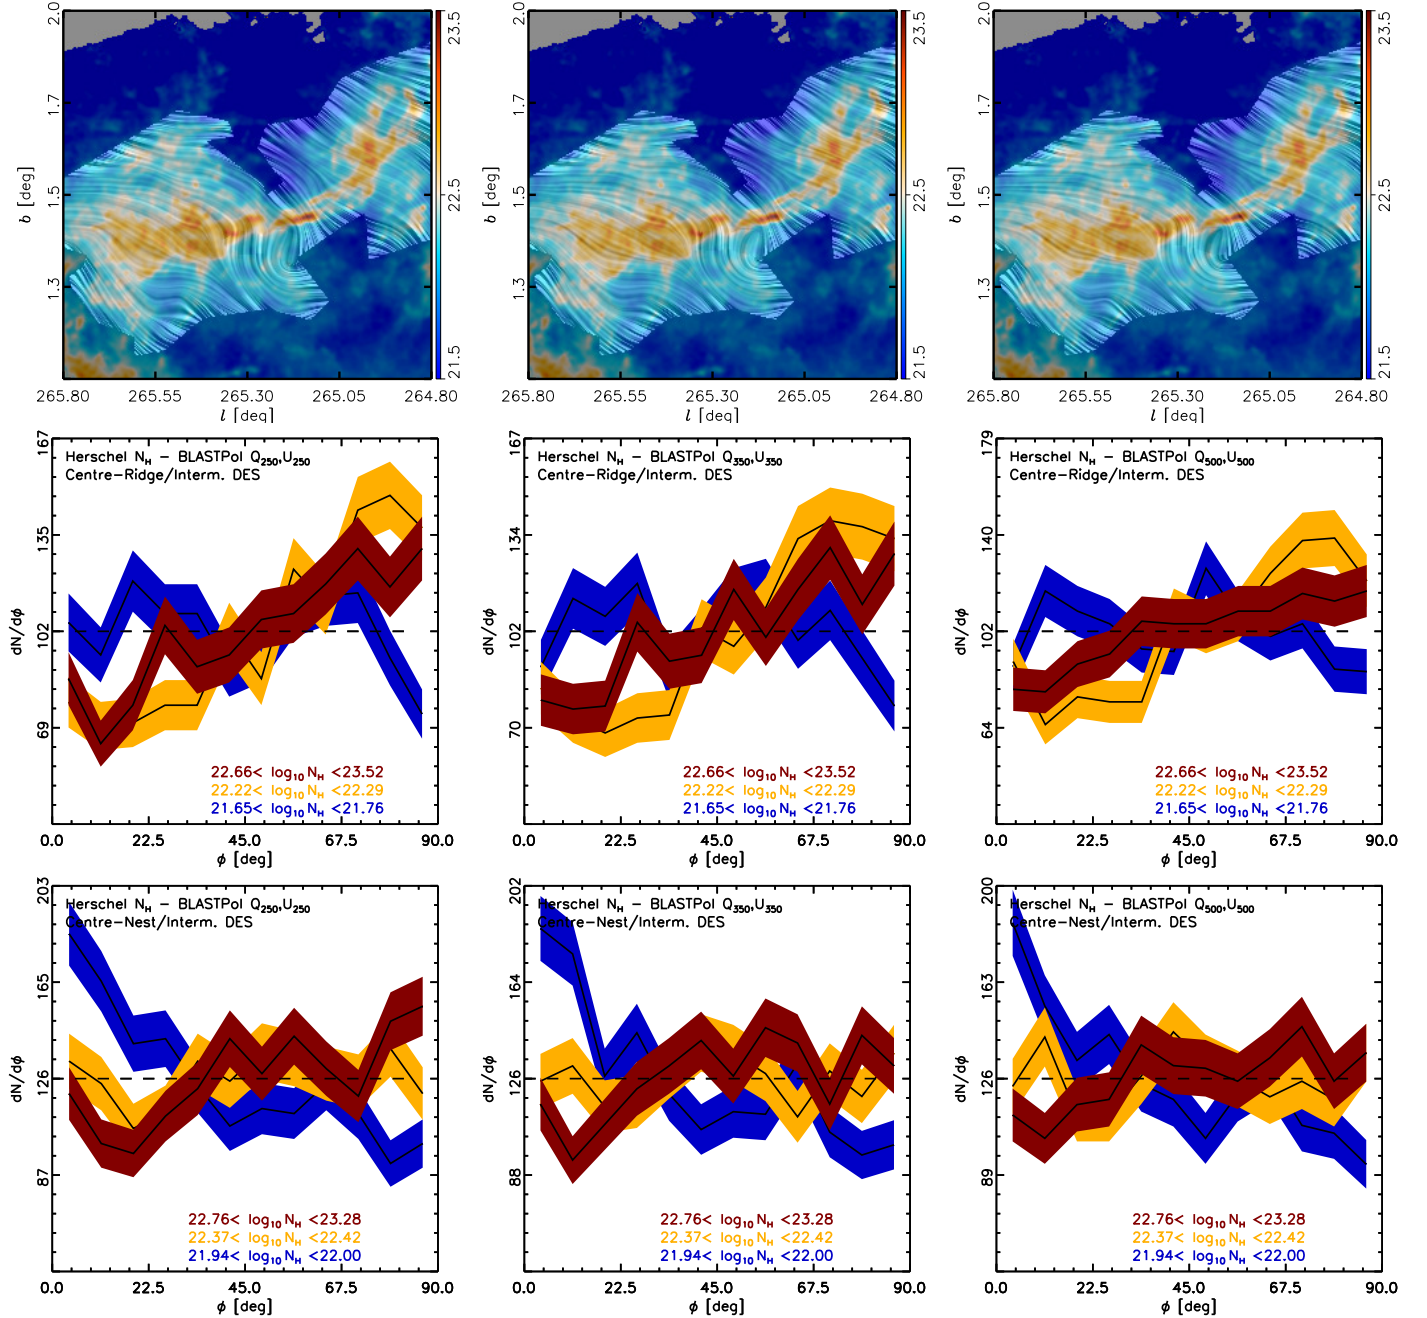 2.0
1.7
1.5
1.3
b [deg]
265.80 265.55 265.30 265.05 264.80
l [deg]
23.5
22.5
21.5
2.0
1.7
1.5
1.3
b [deg]
265.80 265.55 265.30 265.05 264.80
l [deg]
23.5
22.5
21.5
2.0
1.7
1.5
1.3
b [deg]
265.80 265.55 265.30 265.05 264.80
l [deg]
23.5
22.5
21.5
Herschel N_H − BLASTPol Q_250,U_250
Centre−Ridge/Interm. DES
167
135
102
69
dN/dϕ
22.66< log₁₀ N_H <23.52
22.22< log₁₀ N_H <22.29
21.65< log₁₀ N_H <21.76
0.0 22.5 45.0 67.5 90.0
ϕ [deg]
Herschel N_H − BLASTPol Q_350,U_350
Centre−Ridge/Interm. DES
167
134
102
70
dN/dϕ
22.66< log₁₀ N_H <23.52
22.22< log₁₀ N_H <22.29
21.65< log₁₀ N_H <21.76
0.0 22.5 45.0 67.5 90.0
ϕ [deg]
Herschel N_H − BLASTPol Q_500,U_500
Centre−Ridge/Interm. DES
179
140
102
64
dN/dϕ
22.66< log₁₀ N_H <23.52
22.22< log₁₀ N_H <22.29
21.65< log₁₀ N_H <21.76
0.0 22.5 45.0 67.5 90.0
ϕ [deg]
Herschel N_H − BLASTPol Q_250,U_250
Centre−Nest/Interm. DES
203
165
126
87
dN/dϕ
22.76< log₁₀ N_H <23.28
22.37< log₁₀ N_H <22.42
21.94< log₁₀ N_H <22.00
0.0 22.5 45.0 67.5 90.0
ϕ [deg]
Herschel N_H − BLASTPol Q_350,U_350
Centre−Nest/Interm. DES
202
164
126
88
dN/dϕ
22.76< log₁₀ N_H <23.28
22.37< log₁₀ N_H <22.42
21.94< log₁₀ N_H <22.00
0.0 22.5 45.0 67.5 90.0
ϕ [deg]
Herschel N_H − BLASTPol Q_500,U_500
Centre−Nest/Interm. DES
200
163
126
89
dN/dϕ
22.76< log₁₀ N_H <23.28
22.37< log₁₀ N_H <22.42
21.94< log₁₀ N_H <22.00
0.0 22.5 45.0 67.5 90.0
ϕ [deg]